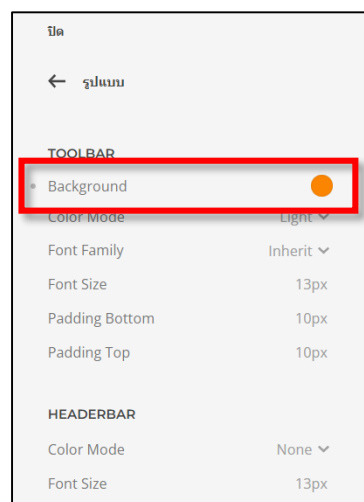 ปิด
รูปแบบ
TOOLBAR
Background
Color Mode Light
Font Family Inherit
Font Size 13px
Padding Bottom 10px
Padding Top 10px
HEADERBAR
Color Mode None
Font Size 13px